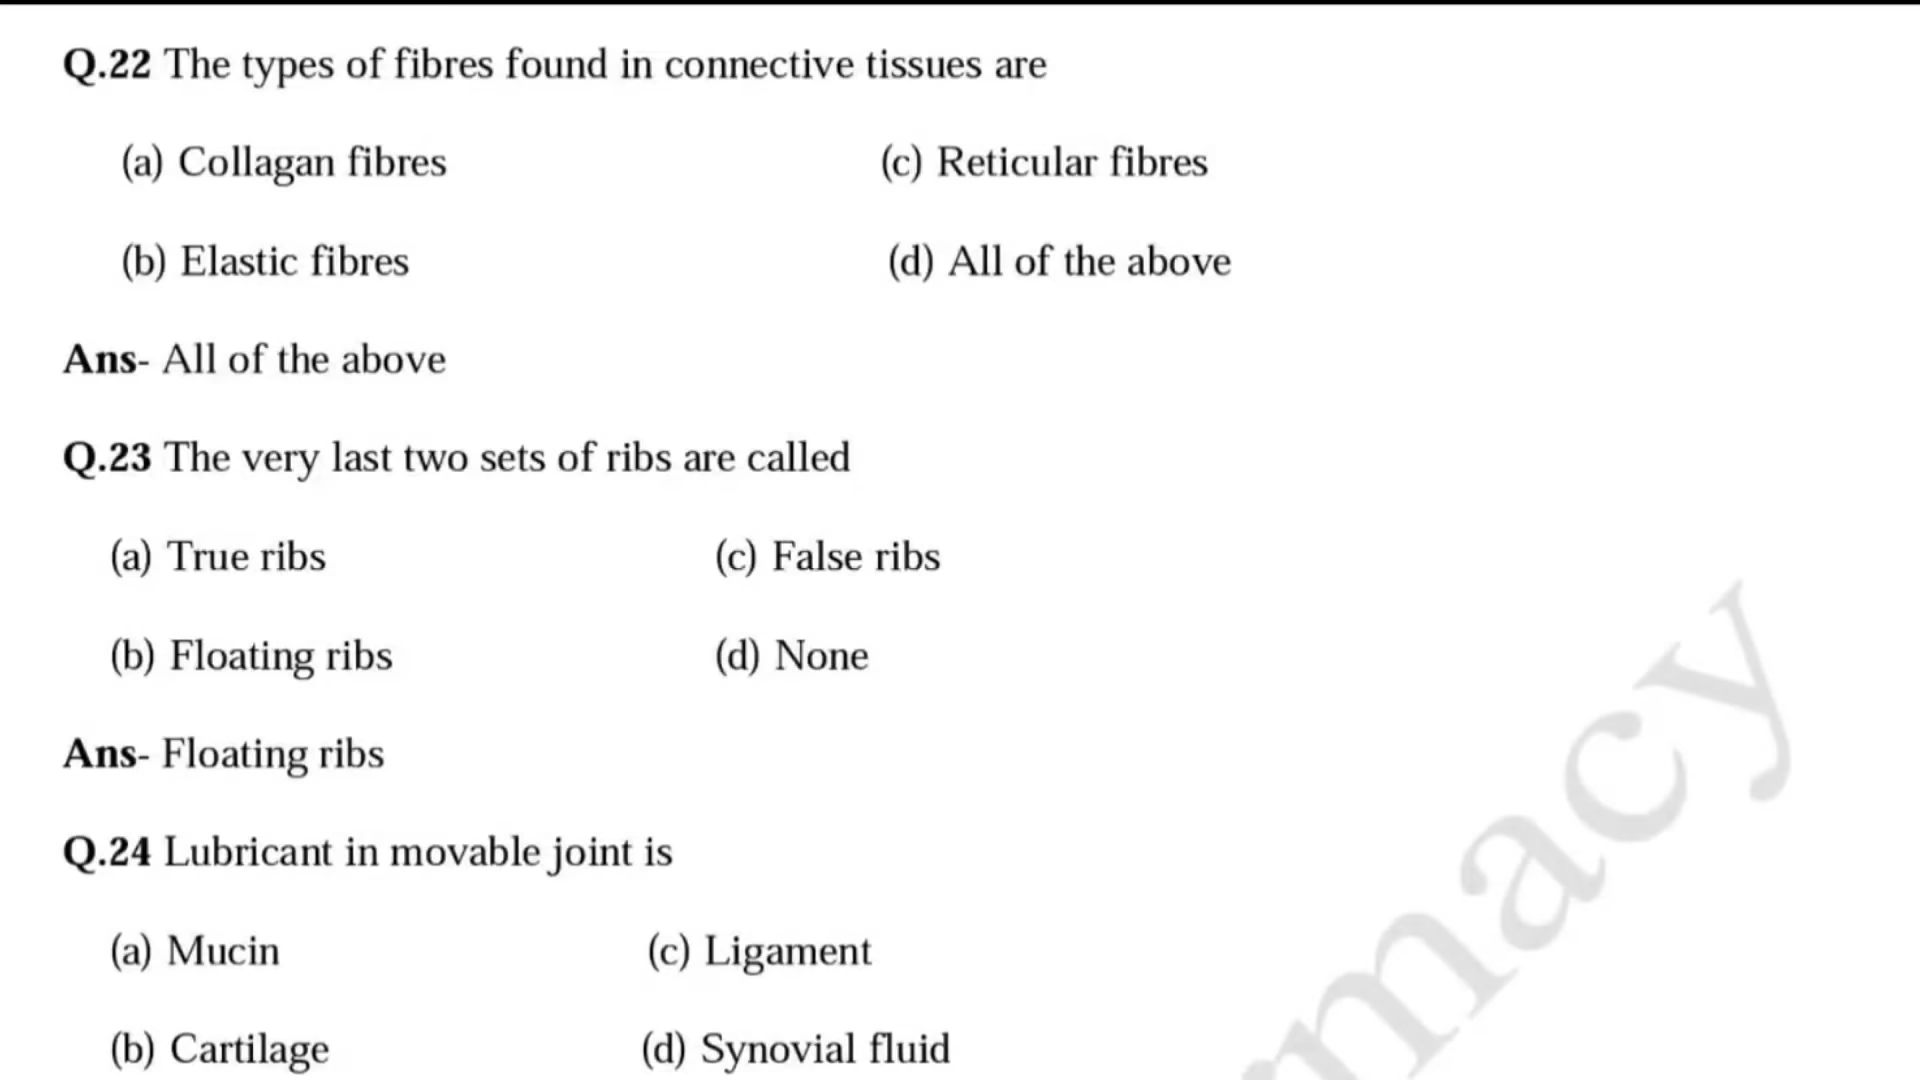 Q.22 The types of fibres found in connective tissues are
(a) Collagan fibres (c) Reticular fibres
(b) Elastic fibres (d) All of the above
Ans- All of the above
Q.23 The very last two sets of ribs are called
(a) True ribs (c) False ribs
(b) Floating ribs (d) None
Ans- Floating ribs
Q.24 Lubricant in movable joint is
(a) Mucin (c) Ligament
(b) Cartilage (d) Synovial fluid
macy